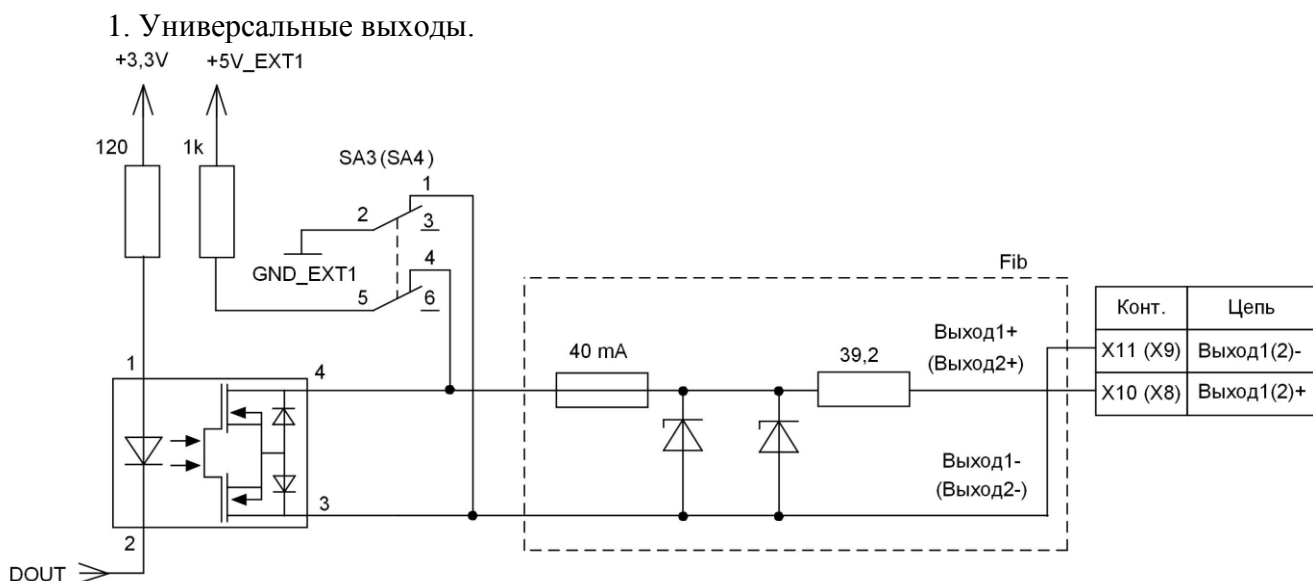 1. Универсальные выходы.
+3,3V +5V_EXT1
120 1k
SA3 (SA4)
1
2 3
GND_EXT1
4
5 6
Fib
Конт. Цепь
X11 (X9) Выход1(2)-
X10 (X8) Выход1(2)+
Выход1+
(Выход2+)
40 mA 39,2
1 4
Выход1-
(Выход2-)
3
2
DOUT